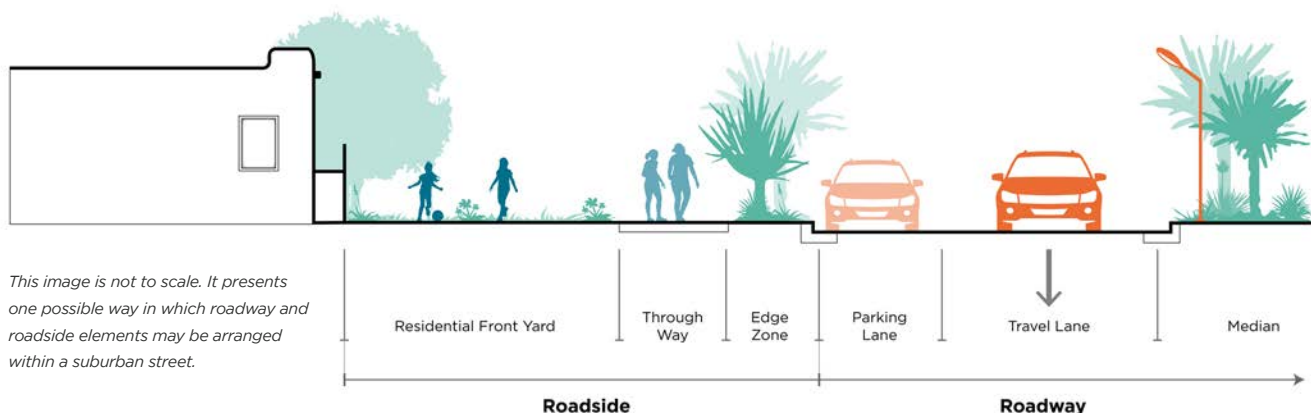 This image is not to scale. It presents
one possible way in which roadway and
roadside elements may be arranged
within a suburban street.
Residential Front Yard
Through
Way
Edge
Zone
Parking
Lane
Travel Lane
Median
Roadside
Roadway